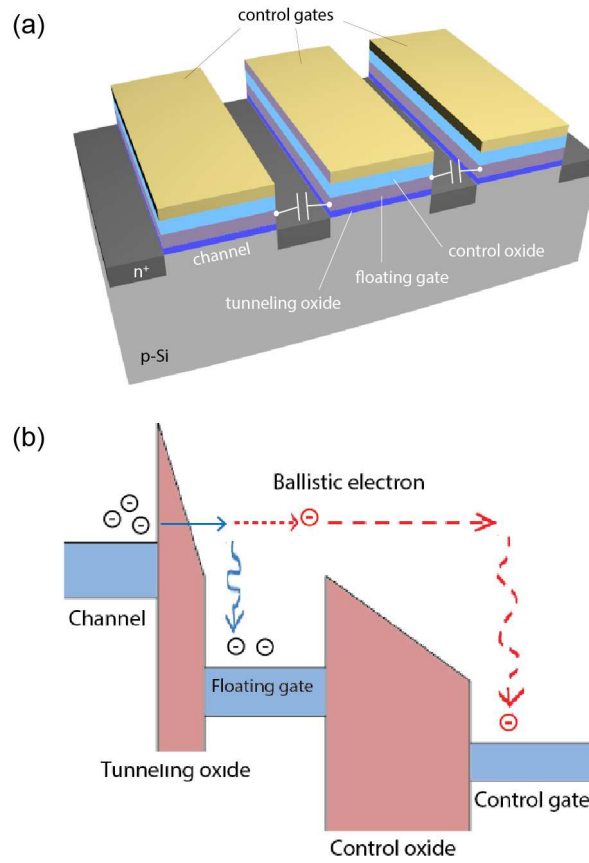 (a)
control gates
control oxide
channel
floating gate
n+
tunneling oxide
p-Si
(b)
Ballistic electron
Channel
Floating gate
Tunneling oxide
Control gate
Control oxide